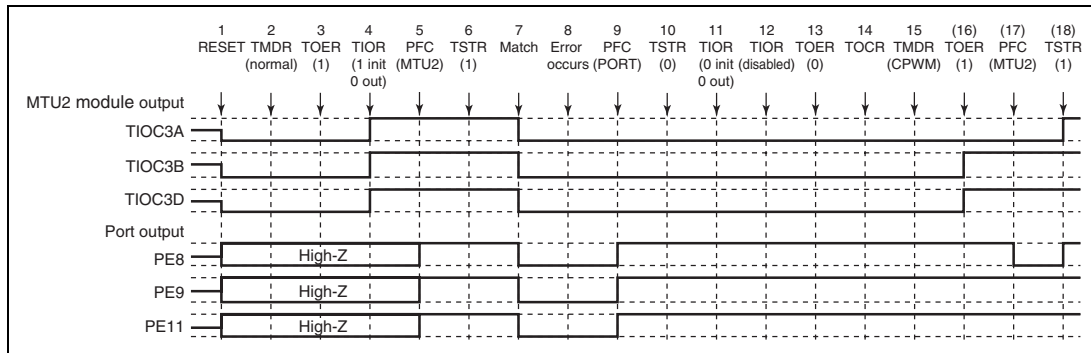 1 2 3 4 5 6 7 8 9 10 11 12 13 14 15 (16) (17) (18)
RESET TMDR TOER TIOR PFC TSTR Match Error PFC TSTR TIOR TIOR TOER TOCR TMDR TOER PFC TSTR
(normal) (1) (1 init (MTU2) (1) occurs (PORT) (0) (0 init (disabled) (0) (CPWM) (1) (MTU2) (1)
0 out) 0 out)
MTU2 module output
TIOC3A
TIOC3B
TIOC3D
Port output
PE8 High-Z
PE9 High-Z
PE11 High-Z